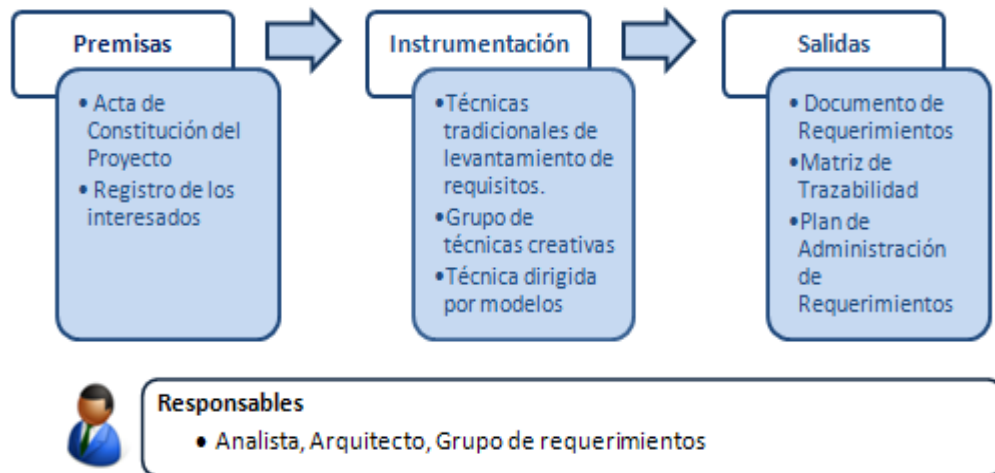 Premisas
• Acta de
Constitución del
Proyecto
• Registro de los
interesados
Instrumentación
•Técnicas
tradicionales de
levantamiento de
requisitos.
•Grupo de
técnicas creativas
•Técnica dirigida
por modelos
Salidas
• Documento de
Requerimientos
• Matriz de
Trazabilidad
• Plan de
Administración
de
Requerimientos
Responsables
• Analista, Arquitecto, Grupo de requerimientos